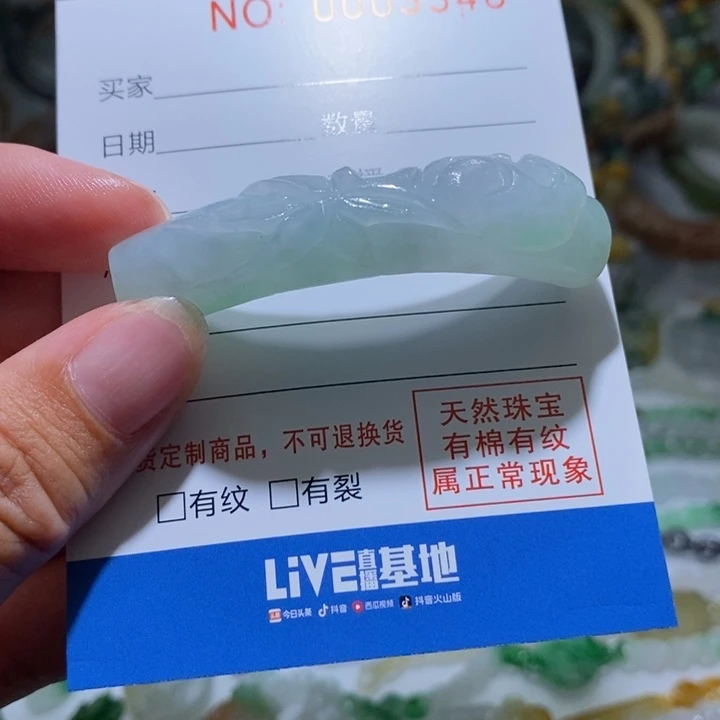 NO: 0003546
买家
日期
数量
货定制商品，不可退换货
天然珠宝
有棉有纹
属正常现象
□有纹 □有裂
LiVE直播基地
今日头条 抖音 西瓜视频 抖音火山版